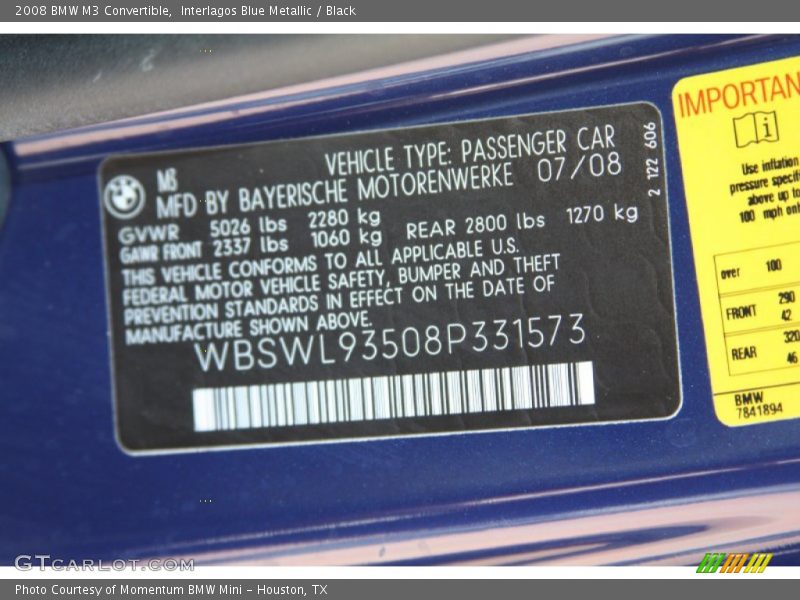 2008 BMW M3 Convertible,  Interlagos Blue Metallic / Black
M3
VEHICLE TYPE: PASSENGER CAR
MFD BY BAYERISCHE MOTORENWERKE 07/08
GVWR 5026 lbs 2280 kg
GAWR FRONT 2337 lbs 1060 kg REAR 2800 lbs 1270 kg
THIS VEHICLE CONFORMS TO ALL APPLICABLE U.S.
FEDERAL MOTOR VEHICLE SAFETY, BUMPER AND THEFT
PREVENTION STANDARDS IN EFFECT ON THE DATE OF
MANUFACTURE SHOWN ABOVE.
WBSWL93508P331573
2 122 606
IMPORTAN
Use inflation
pressure specif
above up to
100 mph onl
over 100
FRONT 290
42
REAR 320
46
BMW
7841894
GTcarlot.com
Photo Courtesy of Momentum BMW Mini - Houston, TX